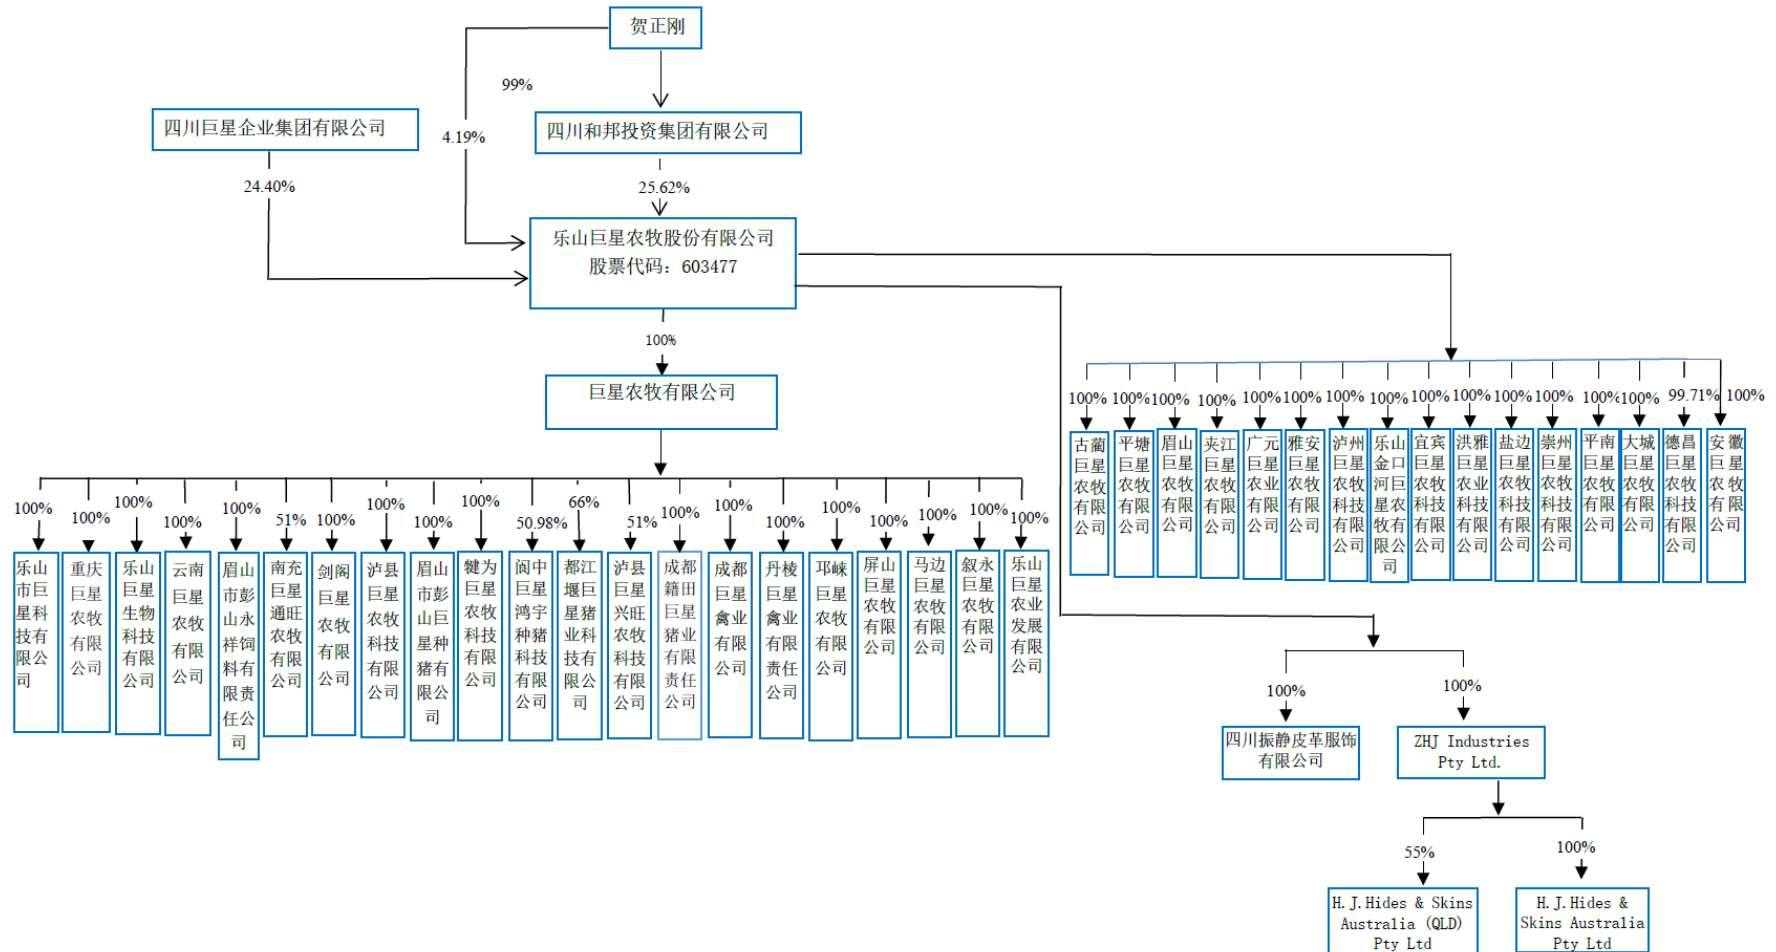 贺正刚
99%
四川巨星企业集团有限公司
4.19%
四川和邦投资集团有限公司
24.40%
25.62%
乐山巨星农牧股份有限公司
股票代码：603477
100%
巨星农牧有限公司
100%
100%
100%
100%
100%
100%
100%
100%
100%
100%
100%
100%
100%
100%
99.71%
100%
古蔺
巨星
农牧
有限
公司
平塘
巨星
农牧
有限
公司
眉山
巨星
农牧
有限
公司
夹江
巨星
农牧
有限
公司
广元
巨星
农业
有限
公司
雅安
巨星
农牧
有限
公司
泸州
巨星
农牧
科技
有限
公司
乐山
金口
河巨
星农
牧有
限公
司
宜宾
巨星
农牧
科技
有限
公司
洪雅
巨星
农业
科技
有限
公司
盐边
巨星
农牧
科技
有限
公司
崇州
巨星
农牧
科技
有限
公司
平南
巨星
农牧
有限
公司
大城
巨星
农牧
有限
公司
德昌
巨星
农牧
科技
有限
公司
安徽
巨星
农牧
有限
公司
100%
100%
100%
100%
100%
51%
100%
100%
100%
100%
50.98%
66%
51%
100%
100%
100%
100%
100%
100%
100%
100%
乐山
市巨
星科
技有
限公
司
重庆
巨星
农牧
有限
公司
乐山
巨星
生物
科技
有限
公司
云南
巨星
农牧
有限
公司
眉山
市彭
山永
祥饲
料有
限责
任公
司
南充
巨星
通旺
农牧
有限
公司
剑阁
巨星
农牧
有限
公司
泸县
巨星
农牧
科技
有限
公司
眉山
市彭
山巨
星种
猪有
限公
司
犍为
巨星
农牧
科技
有限
公司
阆中
巨星
鸿宇
种猪
科技
有限
公司
都江
堰巨
星猪
业科
技有
限公
司
泸县
巨星
兴旺
农牧
科技
有限
公司
成都
籍田
巨星
猪业
有限
责任
公司
成都
巨星
禽业
有限
公司
丹棱
巨星
禽业
有限
责任
公司
邛崃
巨星
农牧
有限
公司
屏山
巨星
农牧
有限
公司
马边
巨星
农牧
有限
公司
叙永
巨星
农牧
有限
公司
乐山
巨星
农业
发展
有限
公司
100%
100%
四川振静皮革服饰
有限公司
ZHJ Industries
Pty Ltd.
55%
100%
H.J.Hides & Skins
Australia (QLD)
Pty Ltd
H.J.Hides &
Skins Australia
Pty Ltd